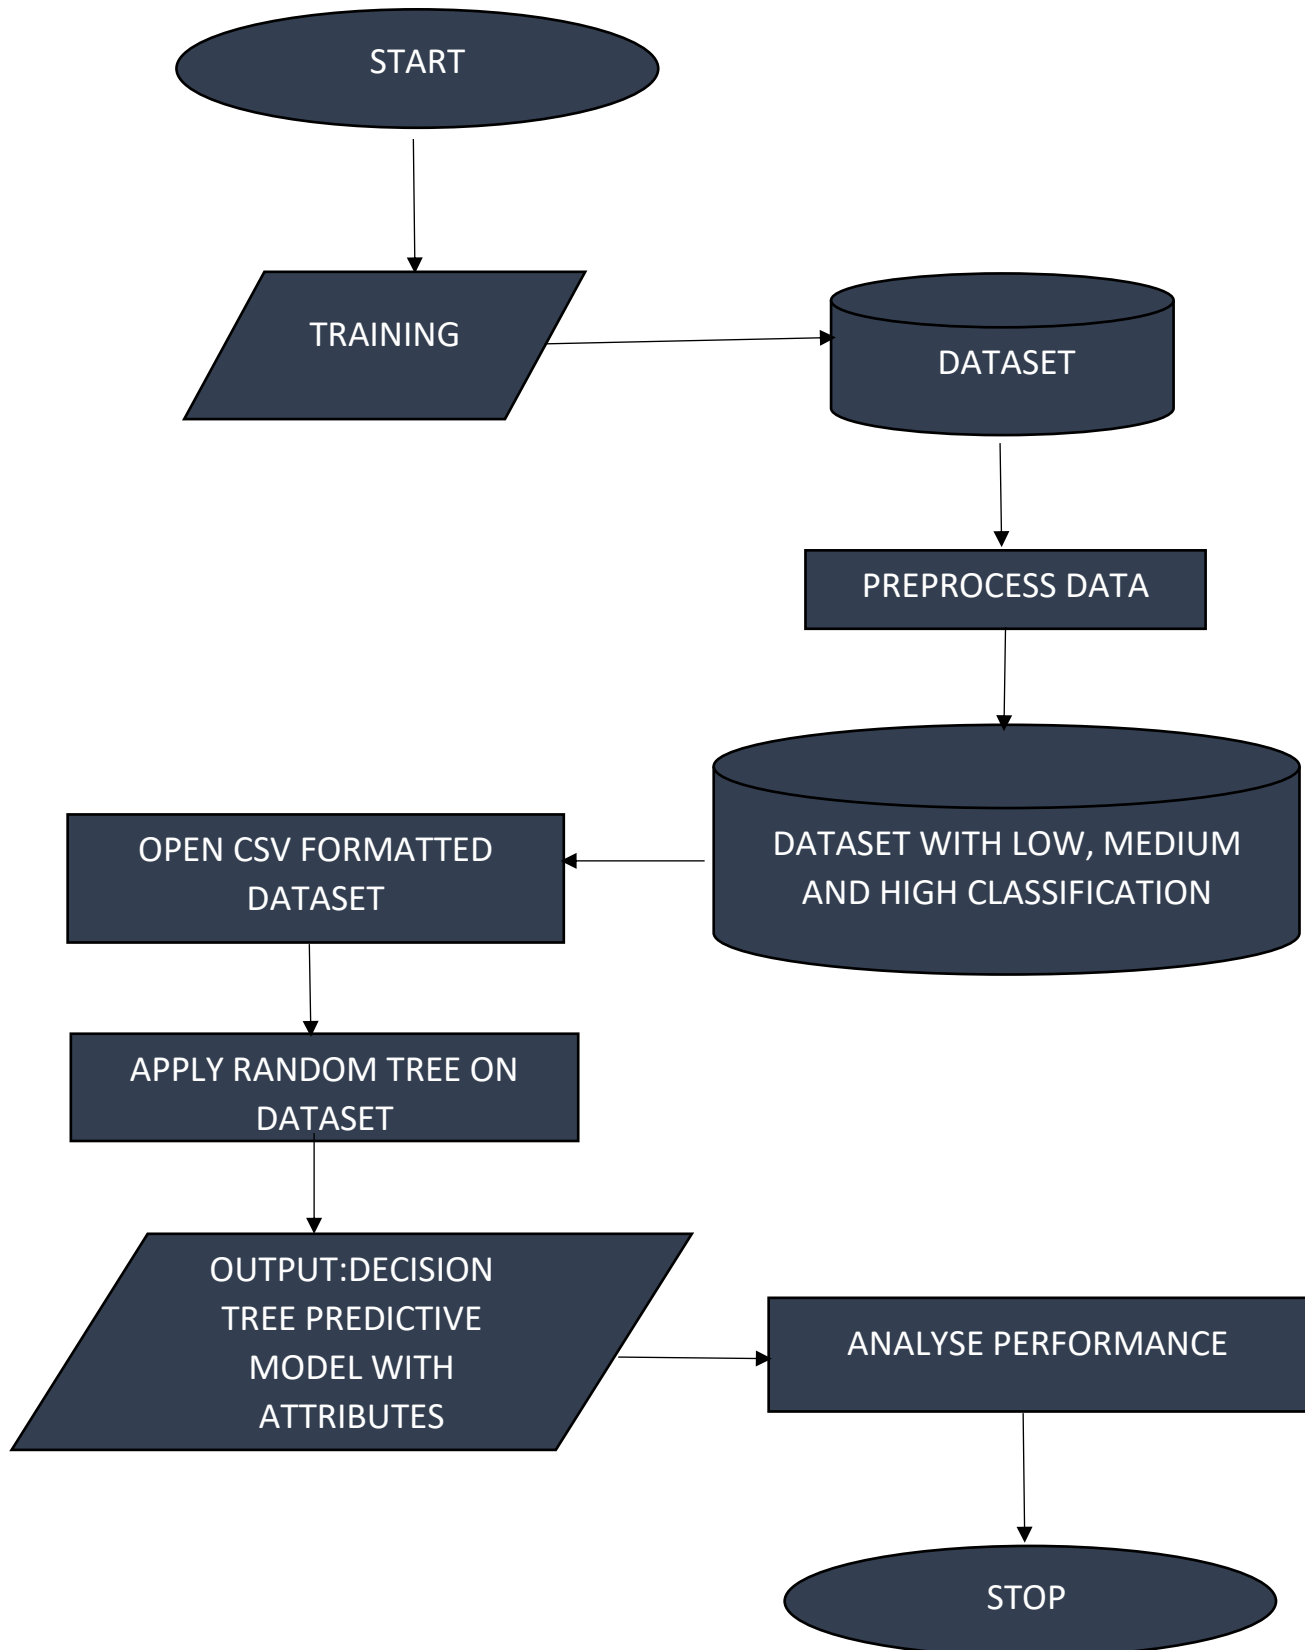 START
TRAINING
DATASET
PREPROCESS DATA
DATASET WITH LOW, MEDIUM
AND HIGH CLASSIFICATION
OPEN CSV FORMATTED
DATASET
APPLY RANDOM TREE ON
DATASET
OUTPUT:DECISION
TREE PREDICTIVE
MODEL WITH
ATTRIBUTES
ANALYSE PERFORMANCE
STOP